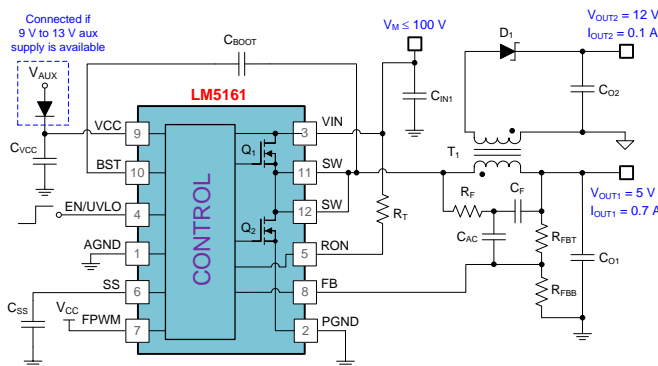 Connected if
9 V to 13 V aux
supply is available
VAUX
CBOOT
VM ≤ 100 V
D1
VOUT2 = 12 V
IOUT2 = 0.1 A
LM5161
CIN1
CO2
CVCC
VCC
9
3
VIN
Q1
T1
BST
10
11
SW
VOUT1 = 5 V
IOUT1 = 0.7 A
EN/UVLO
4
CONTROL
12
SW
RT
RF
CF
Q2
CAC
RFBT
AGND
1
5
RON
CO1
SS
6
8
FB
CSS
RFBB
VCC
FPWM
7
2
PGND